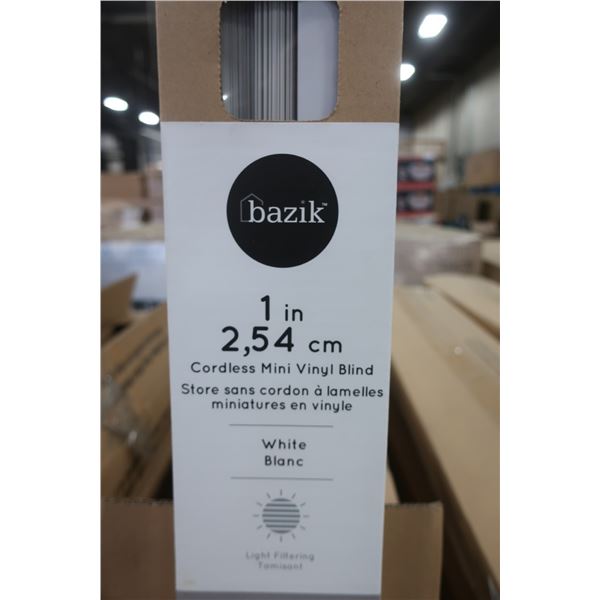 bazik™
1 in
2,54 cm
Cordless Mini Vinyl Blind
Store sans cordon à lamelles
miniatures en vinyle
White
Blanc
Light Filtering
Tamisant